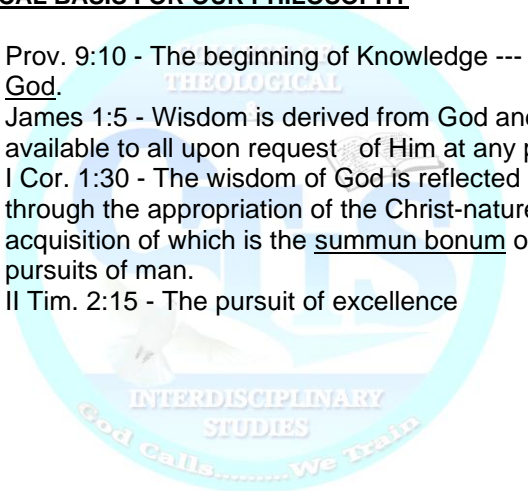 CAL BASIS FOR OUR PHILOSOPHY
Prov. 9:10 - The beginning of Knowledge ---
God.
James 1:5 - Wisdom is derived from God and
available to all upon request of Him at any p
I Cor. 1:30 - The wisdom of God is reflected
through the appropriation of the Christ-nature
acquisition of which is the summun bonum o
pursuits of man.
II Tim. 2:15 - The pursuit of excellence
THEOLOGICAL
INTERDISCIPLINARY
STUDIES
God Calls.........We Train